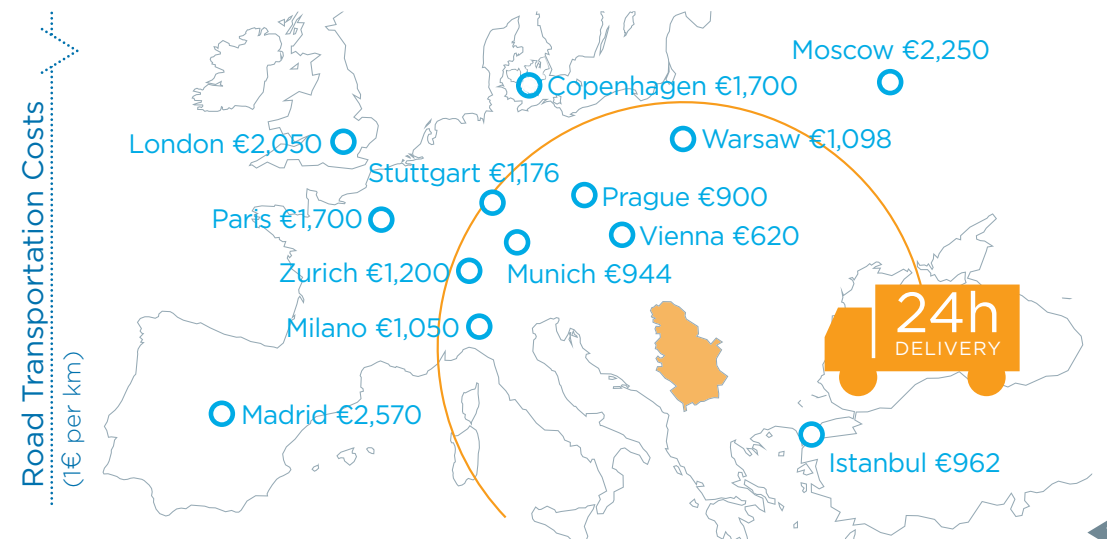 Road Transportation Costs
(1€ per km)
Moscow €2,250
Copenhagen €1,700
London €2,050
Warsaw €1,098
Stuttgart €1,176
Prague €900
Paris €1,700
Vienna €620
Zurich €1,200
Munich €944
Milano €1,050
24h
DELIVERY
Madrid €2,570
Istanbul €962